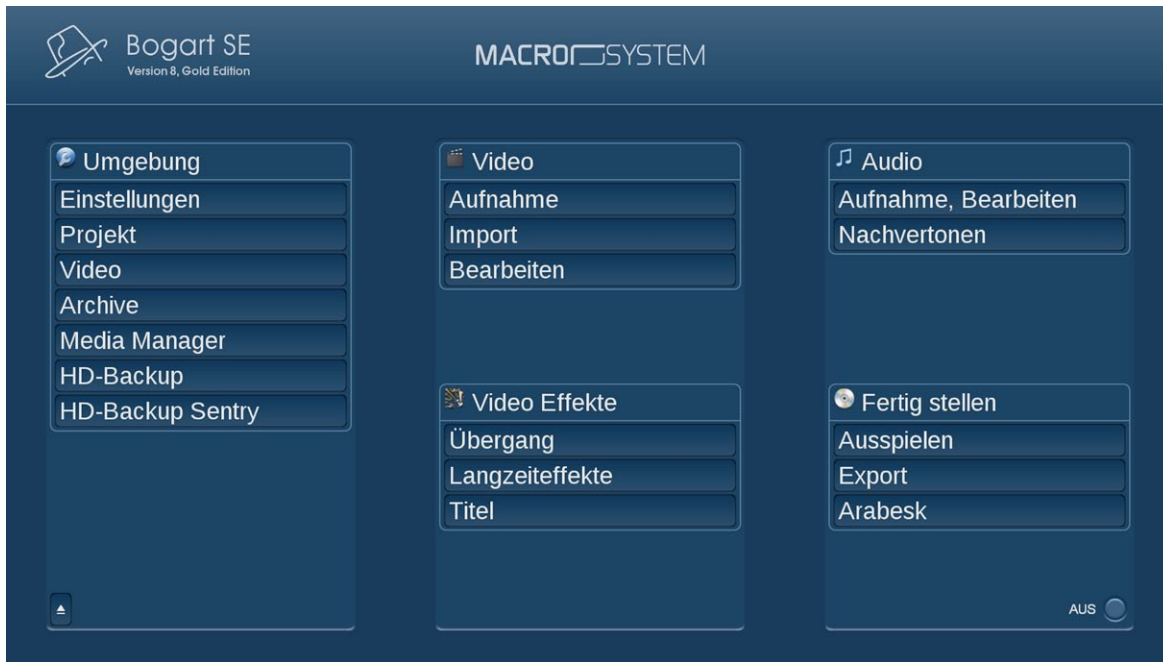 Bogart SE
Version 8, Gold Edition
MACROSYSTEM
Umgebung
Einstellungen
Projekt
Video
Archive
Media Manager
HD-Backup
HD-Backup Sentry
Video
Aufnahme
Import
Bearbeiten
Video Effekte
Übergang
Langzeiteffekte
Titel
Audio
Aufnahme, Bearbeiten
Nachvertonen
Fertig stellen
Ausspielen
Export
Arabesk
AUS